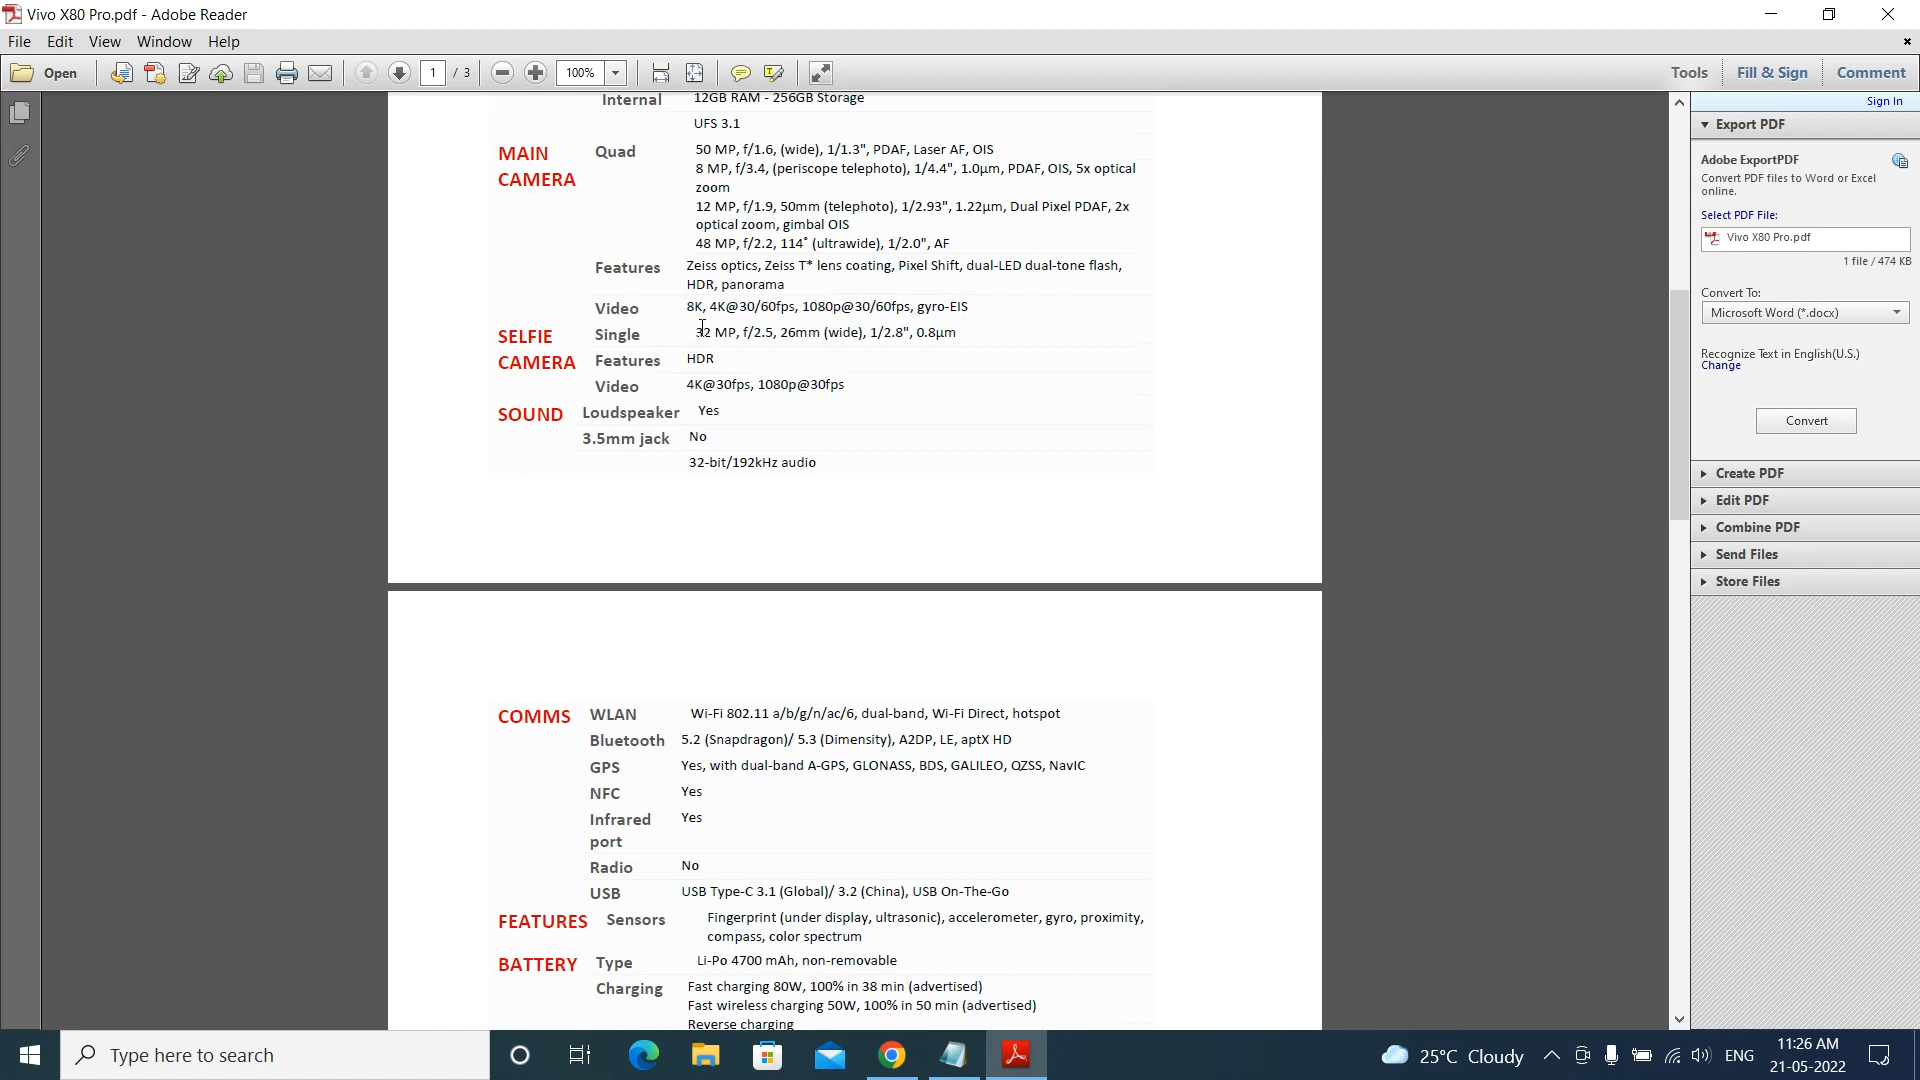 Vivo X80 Pro.pdf - Adobe Reader
File Edit View Window Help
Open
1 / 3
100%
Tools
Fill & Sign
Comment
Internal 12GB RAM - 256GB Storage
UFS 3.1
MAIN CAMERA
Quad
50 MP, f/1.6, (wide), 1/1.3", PDAF, Laser AF, OIS
8 MP, f/3.4, (periscope telephoto), 1/4.4", 1.0µm, PDAF, OIS, 5x optical
zoom
12 MP, f/1.9, 50mm (telephoto), 1/2.93", 1.22µm, Dual Pixel PDAF, 2x
optical zoom, gimbal OIS
48 MP, f/2.2, 114˚ (ultrawide), 1/2.0", AF
Features Zeiss optics, Zeiss T* lens coating, Pixel Shift, dual-LED dual-tone flash,
HDR, panorama
Video 8K, 4K@30/60fps, 1080p@30/60fps, gyro-EIS
SELFIE CAMERA
Single 32 MP, f/2.5, 26mm (wide), 1/2.8", 0.8µm
Features HDR
Video 4K@30fps, 1080p@30fps
SOUND Loudspeaker Yes
3.5mm jack No
32-bit/192kHz audio
COMMS WLAN Wi-Fi 802.11 a/b/g/n/ac/6, dual-band, Wi-Fi Direct, hotspot
Bluetooth 5.2 (Snapdragon)/ 5.3 (Dimensity), A2DP, LE, aptX HD
GPS Yes, with dual-band A-GPS, GLONASS, BDS, GALILEO, QZSS, NavIC
NFC Yes
Infrared port Yes
Radio No
USB USB Type-C 3.1 (Global)/ 3.2 (China), USB On-The-Go
FEATURES Sensors Fingerprint (under display, ultrasonic), accelerometer, gyro, proximity,
compass, color spectrum
BATTERY Type Li-Po 4700 mAh, non-removable
Charging Fast charging 80W, 100% in 38 min (advertised)
Fast wireless charging 50W, 100% in 50 min (advertised)
Reverse charging
Sign In
Export PDF
Adobe ExportPDF
Convert PDF files to Word or Excel
online.
Select PDF File:
Vivo X80 Pro.pdf
1 file / 474 KB
Convert To:
Microsoft Word (*.docx)
Recognize Text in English(U.S.)
Change
Convert
Create PDF
Edit PDF
Combine PDF
Send Files
Store Files
Type here to search
25°C Cloudy
ENG
11:26 AM
21-05-2022